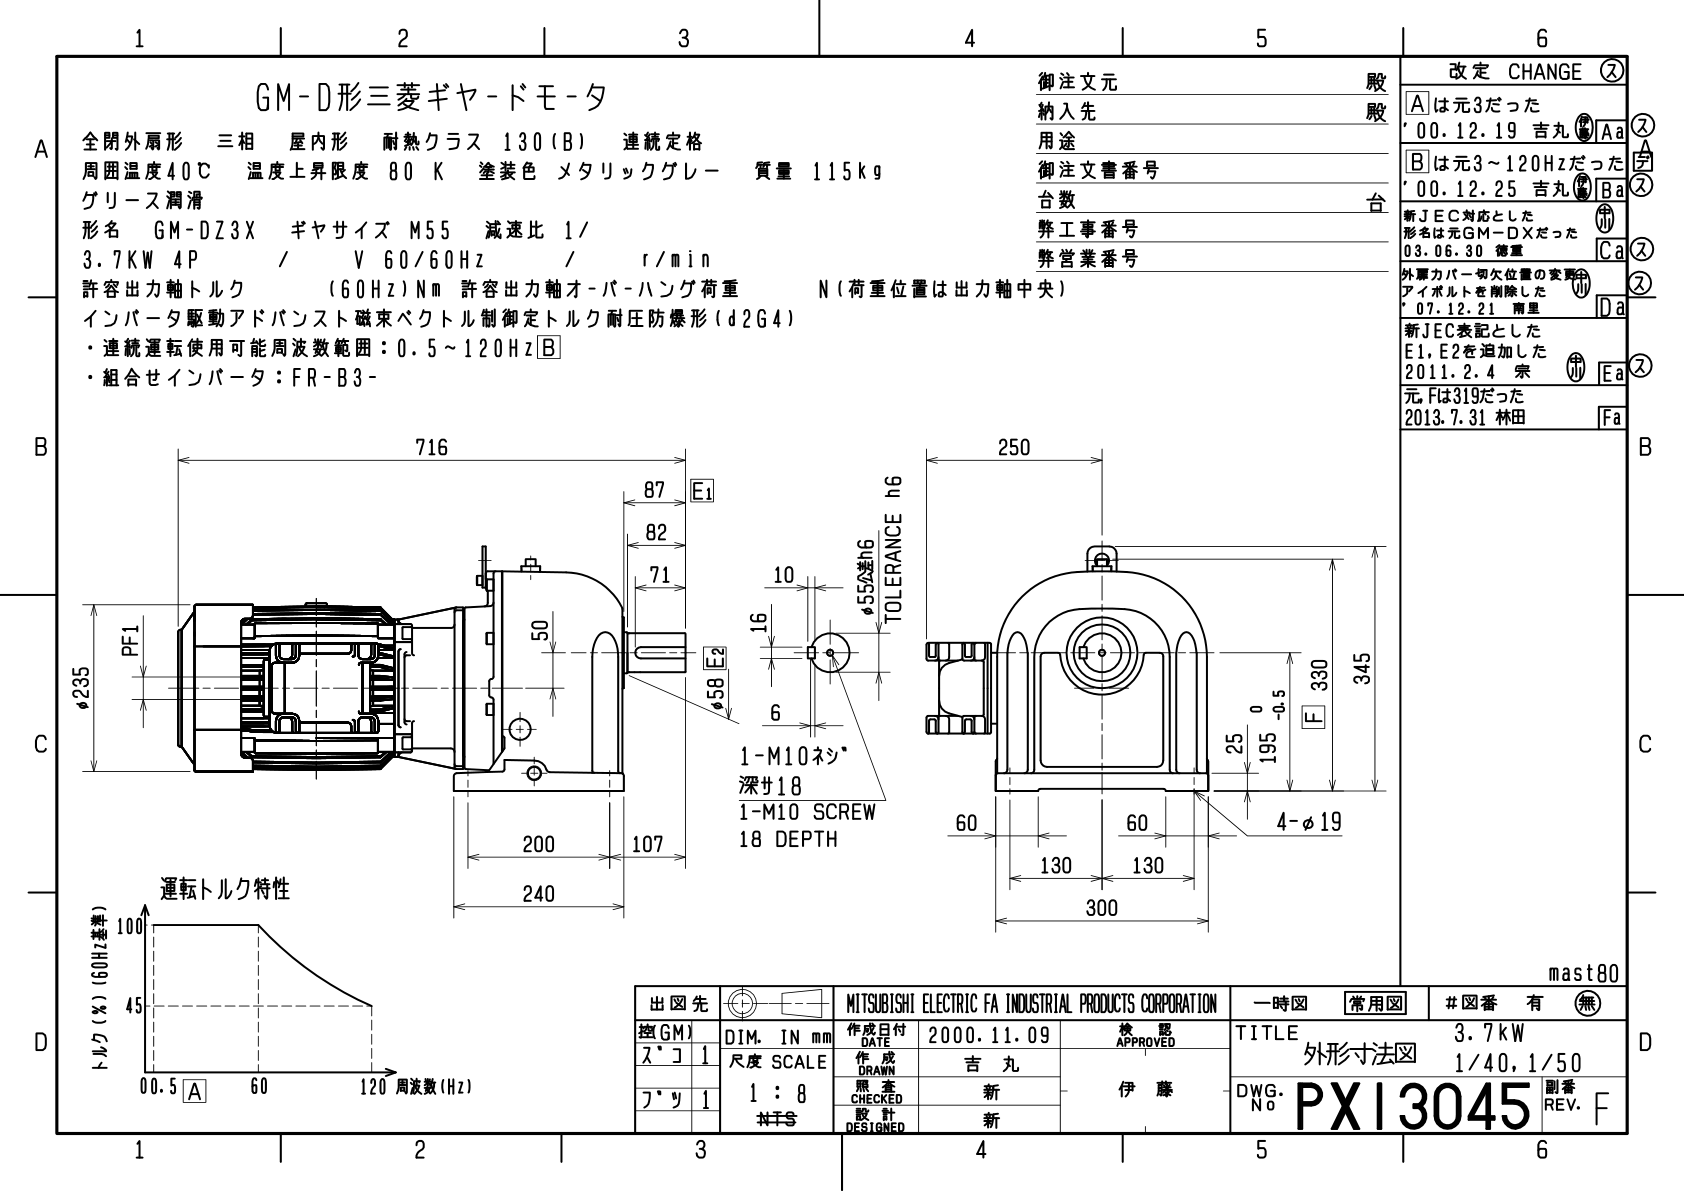 1 2 3 4 5 6
GM-D形三菱ギヤ-ドモ-タ
全閉外扇形 三相 屋内形 耐熱クラス 130(B) 連続定格
周囲温度40℃ 温度上昇限度 80 K 塗装色 メタリックグレー 質量 115kg
グリース潤滑
形名 GM-DZ3X ギヤサイズ M55 減速比 1/
3.7KW 4P / V 60/60Hz / r/min
許容出力軸トルク (60Hz)Nm 許容出力軸オ-バ-ハング荷重 N(荷重位置は出力軸中央)
インバータ駆動アドバンスト磁束ベクトル制御定トルク耐圧防爆形(d2G4)
・連続運転使用可能周波数範囲:0.5~120Hz B
・組合せインバータ:FR-B3-
御注文元 殿
納入先 殿
用途
御注文書番号
台数 台
弊工事番号
弊営業番号
改定 CHANGE ス
A は元3だった
'00.12.19 吉丸 伊藤 Aa ス
B は元3~120Hzだった テ
'00.12.25 吉丸 伊藤 Ba ス
新JEC対応とした
形名は元GM-DXだった 中川
03.06.30 徳重 Ca ス
外扇カバー切欠位置の変更
アイボルトを削除した 中川 ス
'07.12.21 南里 Da
新JEC表記とした
E1,E2を追加した 中川
2011.2.4 宗 Ea ス
元,Fは319だった
2013.7.31 林田 Fa
A
B
C
D
A
B
C
D
716
87 E1
82
71
50
PF1
φ235
φ58 E2
200 107
240
10
16
6
φ55公差h6
TOLERANCE h6
1-M10ネジ
深サ18
1-M10 SCREW
18 DEPTH
250
330
F
345
25
195 0 -0.5
60 60
4-φ19
130 130
300
運転トルク特性
トルク(%)(60Hz基準)
100
45
0 0.5 A 60 120 周波数(Hz)
mast80
出図先
控(GM)
ズコ 1
ブツ 1
DIM. IN mm
尺度 SCALE
1 : 8
NTS
MITSUBISHI ELECTRIC FA INDUSTRIAL PRODUCTS CORPORATION
作成日付 DATE 2000.11.09
作成 DRAWN 吉丸
照査 CHECKED 新
設計 DESIGNED 新
検認 APPROVED
伊藤
一時図 常用図 #図番 有 無
TITLE 3.7kW
外形寸法図 1/40,1/50
DWG. No PX13045 副番 REV. F
1 2 3 4 5 6